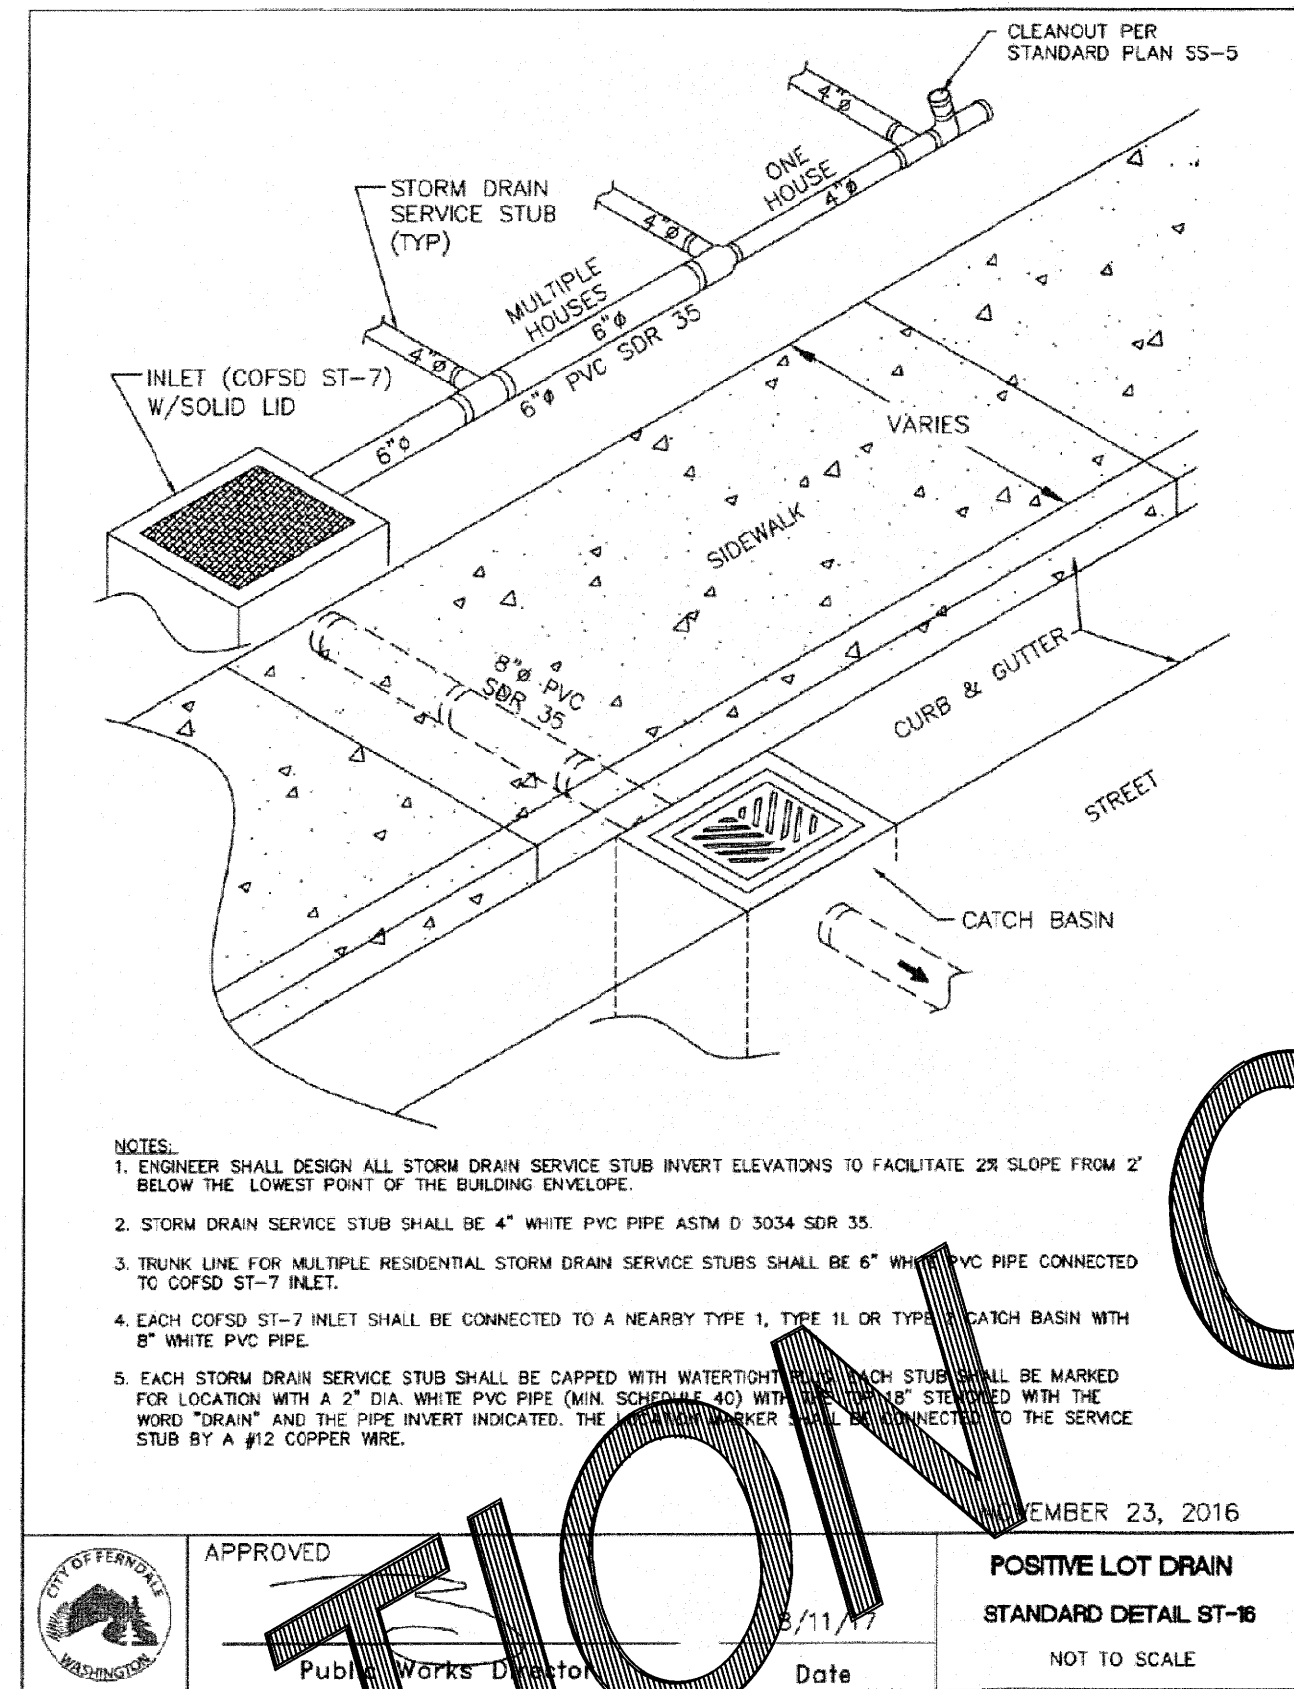 CLEANOUT PER
STANDARD PLAN SS-5
4"ø
ONE
HOUSE
4"ø
STORM DRAIN
SERVICE STUB
(TYP)
4"ø
MULTIPLE
HOUSES
6"ø
6"ø PVC SDR 35
4"ø
INLET (COFSD ST-7)
W/SOLID LID
6"ø
VARIES
SIDEWALK
8"ø PVC
SDR 35
CURB & GUTTER
STREET
CATCH BASIN
NOTES:
1. ENGINEER SHALL DESIGN ALL STORM DRAIN SERVICE STUB INVERT ELEVATIONS TO FACILITATE 2% SLOPE FROM 2'
BELOW THE LOWEST POINT OF THE BUILDING ENVELOPE.
2. STORM DRAIN SERVICE STUB SHALL BE 4" WHITE PVC PIPE ASTM D 3034 SDR 35.
3. TRUNK LINE FOR MULTIPLE RESIDENTIAL STORM DRAIN SERVICE STUBS SHALL BE 6" WHITE PVC PIPE CONNECTED
TO COFSD ST-7 INLET.
4. EACH COFSD ST-7 INLET SHALL BE CONNECTED TO A NEARBY TYPE 1, TYPE 1L OR TYPE 2 CATCH BASIN WITH
8" WHITE PVC PIPE.
5. EACH STORM DRAIN SERVICE STUB SHALL BE CAPPED WITH WATERTIGHT PLUG. EACH STUB SHALL BE MARKED
FOR LOCATION WITH A 2" DIA. WHITE PVC PIPE (MIN. SCHEDULE 40) WITH THE TOP 18" STENCILED WITH THE
WORD "DRAIN" AND THE PIPE INVERT INDICATED. THE LOCATION MARKER SHALL BE CONNECTED TO THE SERVICE
STUB BY A #12 COPPER WIRE.
TION
NOVEMBER 23, 2016
CITY OF FERNDALE
WASHINGTON
APPROVED
Public Works Director
8/11/17
Date
POSITIVE LOT DRAIN
STANDARD DETAIL ST-16
NOT TO SCALE